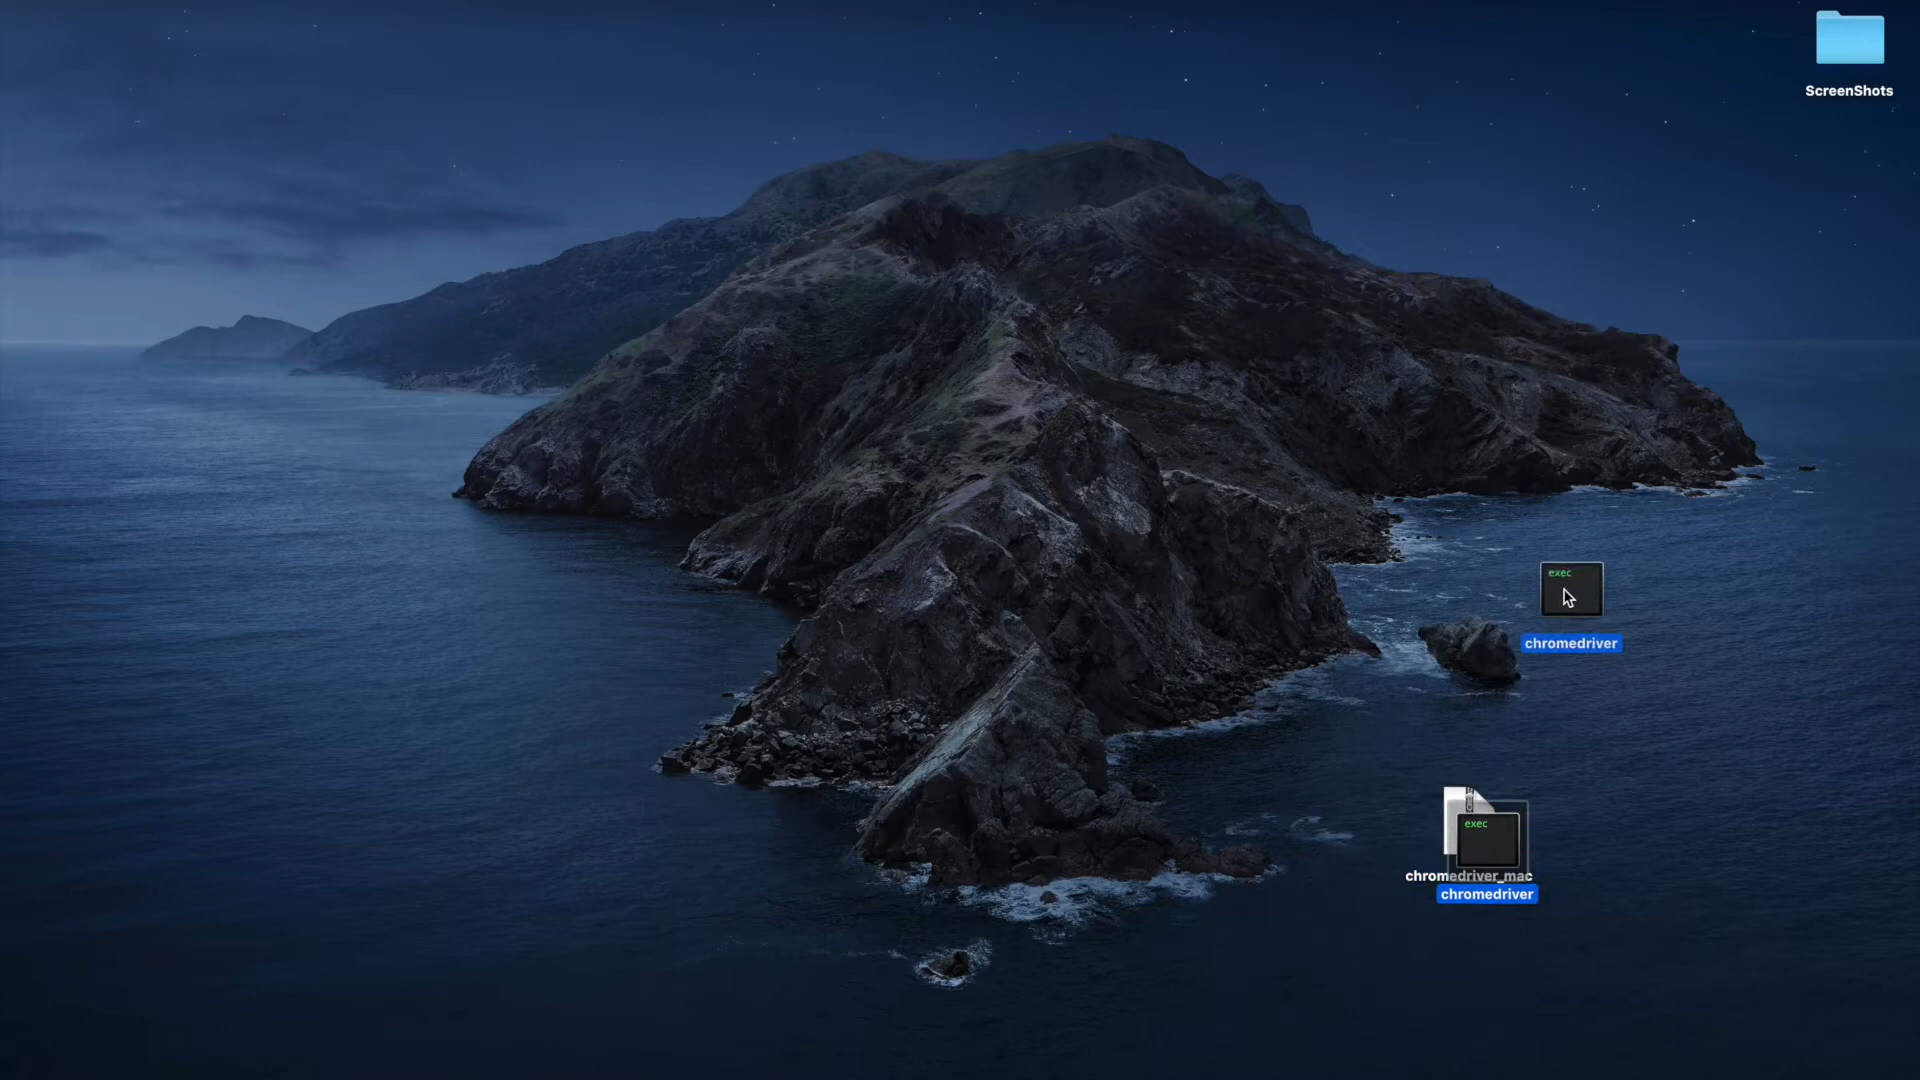 ScreenShots
exec
chromedriver
exec
chromedriver_mac
chromedriver